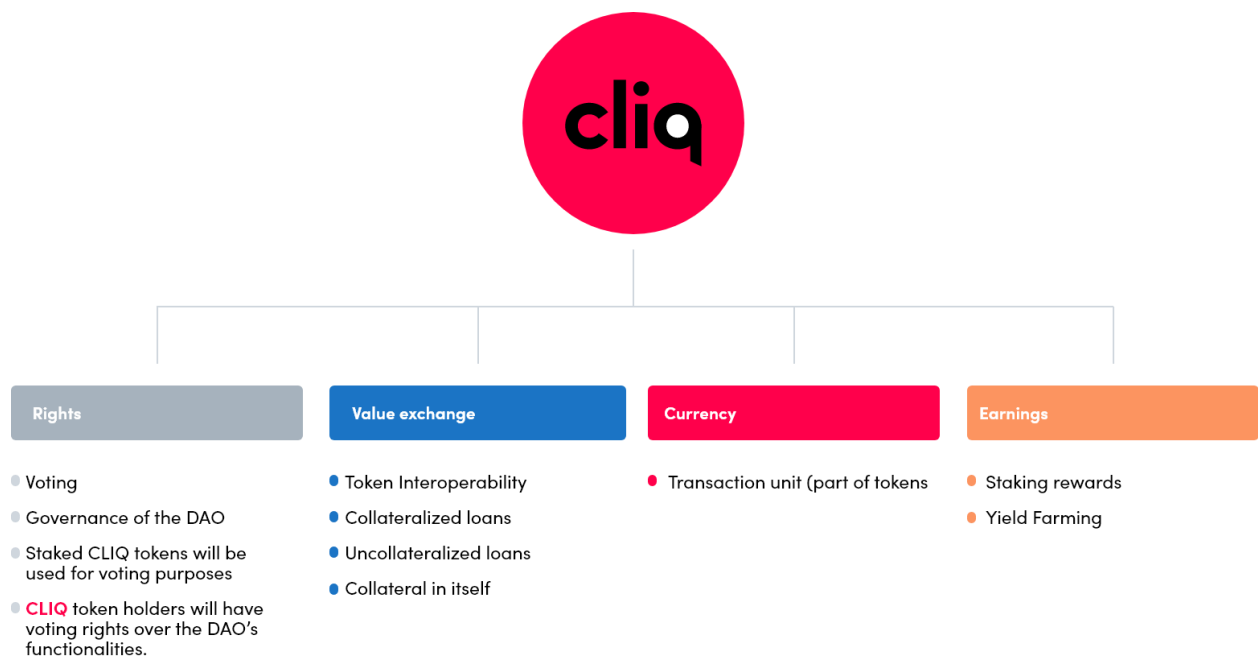 cliq
Rights
Voting
Governance of the DAO
Staked CLIQ tokens will be
used for voting purposes
CLIQ token holders will have
voting rights over the DAO’s
functionalities.
Value exchange
Token Interoperability
Collateralized loans
Uncollateralized loans
Collateral in itself
Currency
Transaction unit (part of tokens
Earnings
Staking rewards
Yield Farming